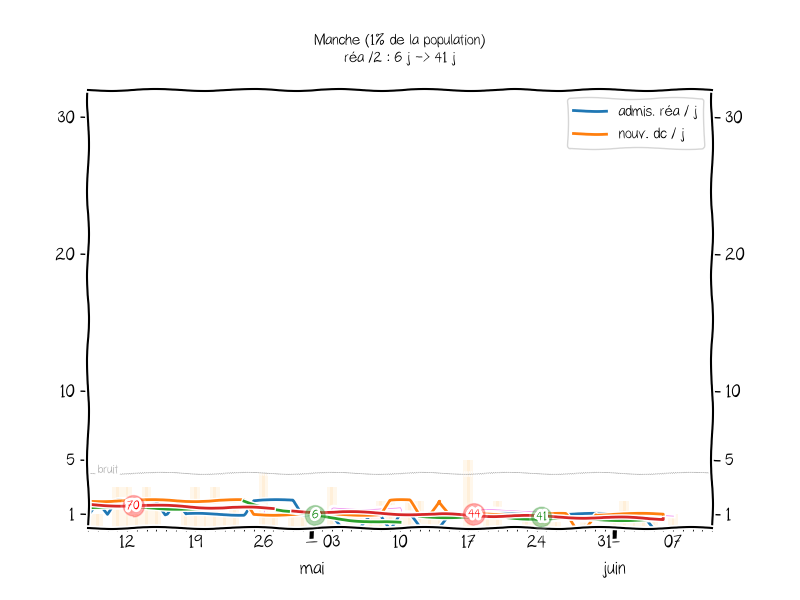 Manche (1% de la population)
réa /2 : 6 j -> 41 j
admis. réa / j
nouv. dc / j
30
30
20
20
10
10
5
5
bruit
1
1
70
6
44
41
12 19 26 03 10 17 24 31 07
mai juin